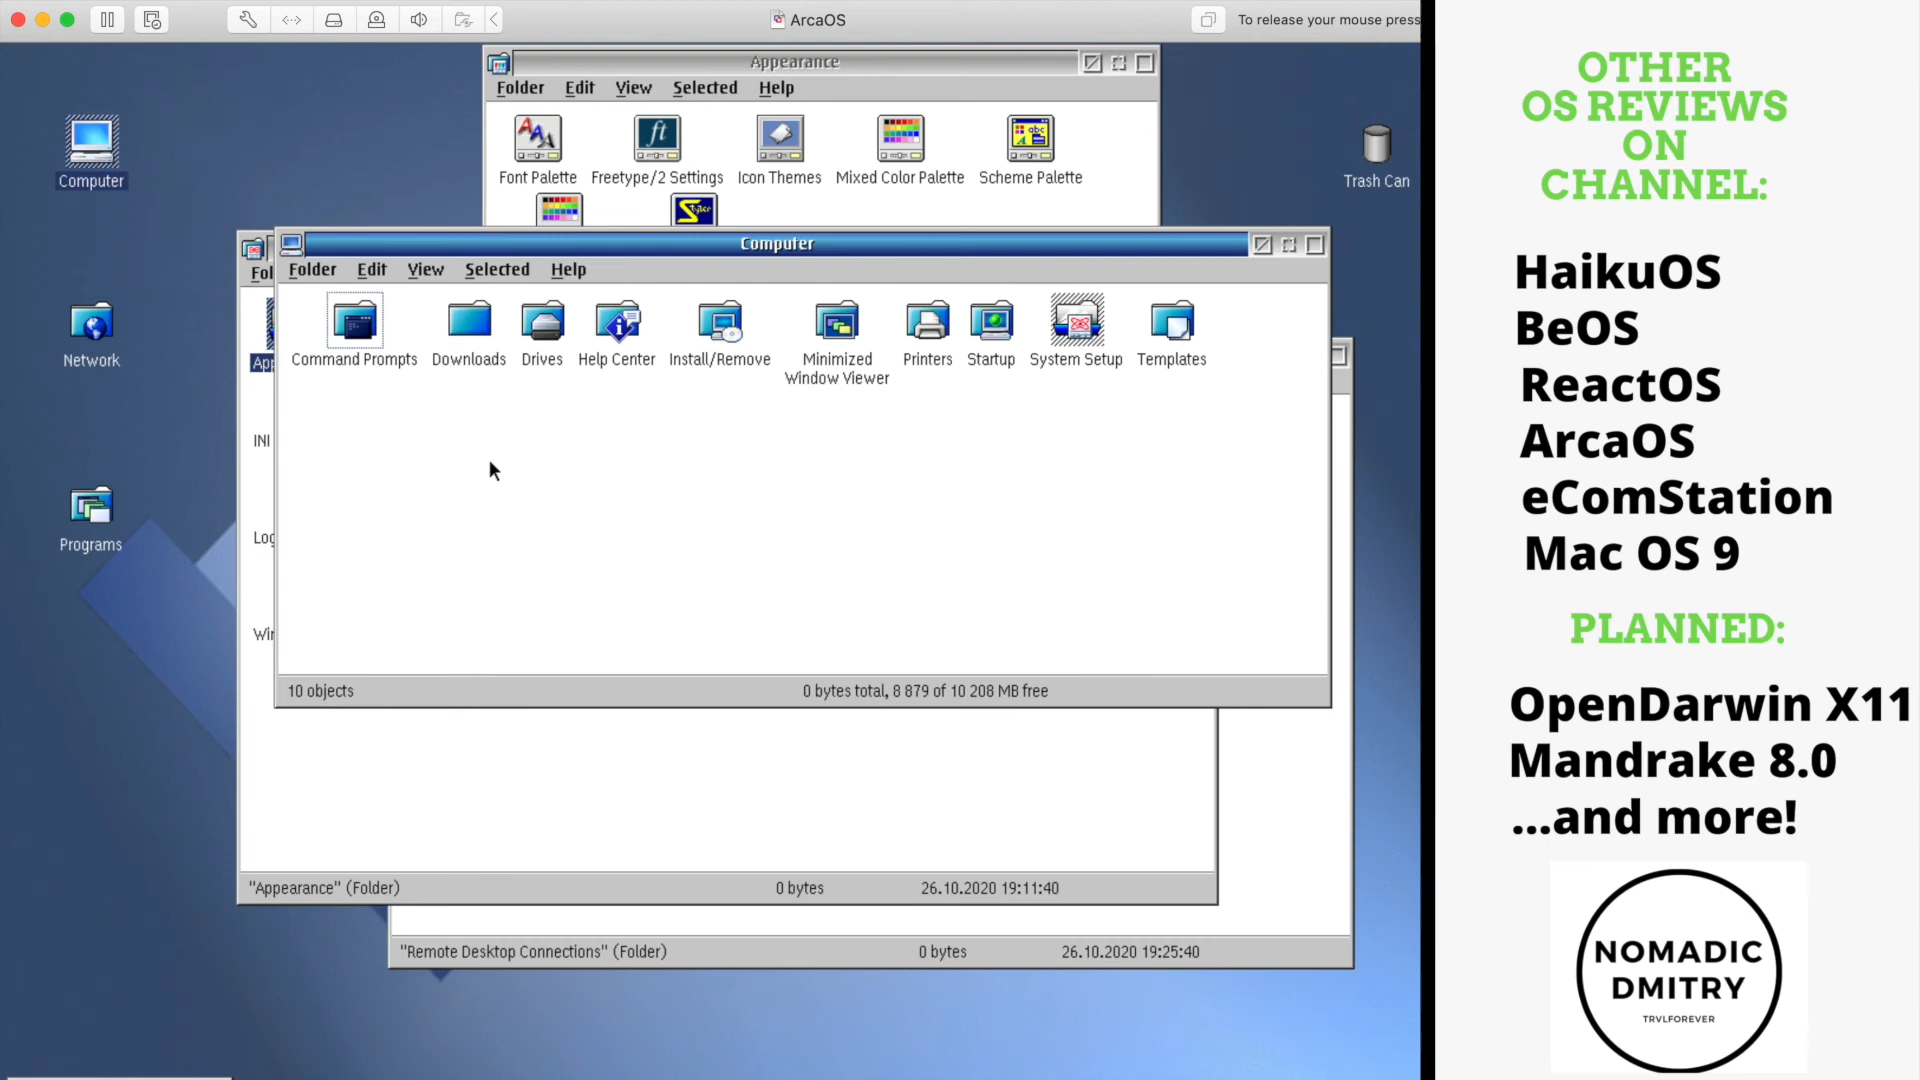 ArcaOS
To release your mouse press
Appearance
Folder Edit View Selected Help
Font Palette Freetype/2 Settings Icon Themes Mixed Color Palette Scheme Palette
Computer
Trash Can
Computer
Folder Edit View Selected Help
Command Prompts Downloads Drives Help Center Install/Remove Minimized Printers Startup System Setup Templates
Window Viewer
Network
INI
Programs
10 objects 0 bytes total, 8 879 of 10 208 MB free
"Appearance" (Folder) 0 bytes 26.10.2020 19:11:40
"Remote Desktop Connections" (Folder) 0 bytes 26.10.2020 19:25:40
OTHER
OS REVIEWS
ON
CHANNEL:
HaikuOS
BeOS
ReactOS
ArcaOS
eComStation
Mac OS 9
PLANNED:
OpenDarwin X11
Mandrake 8.0
...and more!
NOMADIC
DMITRY
TRVLFOREVER